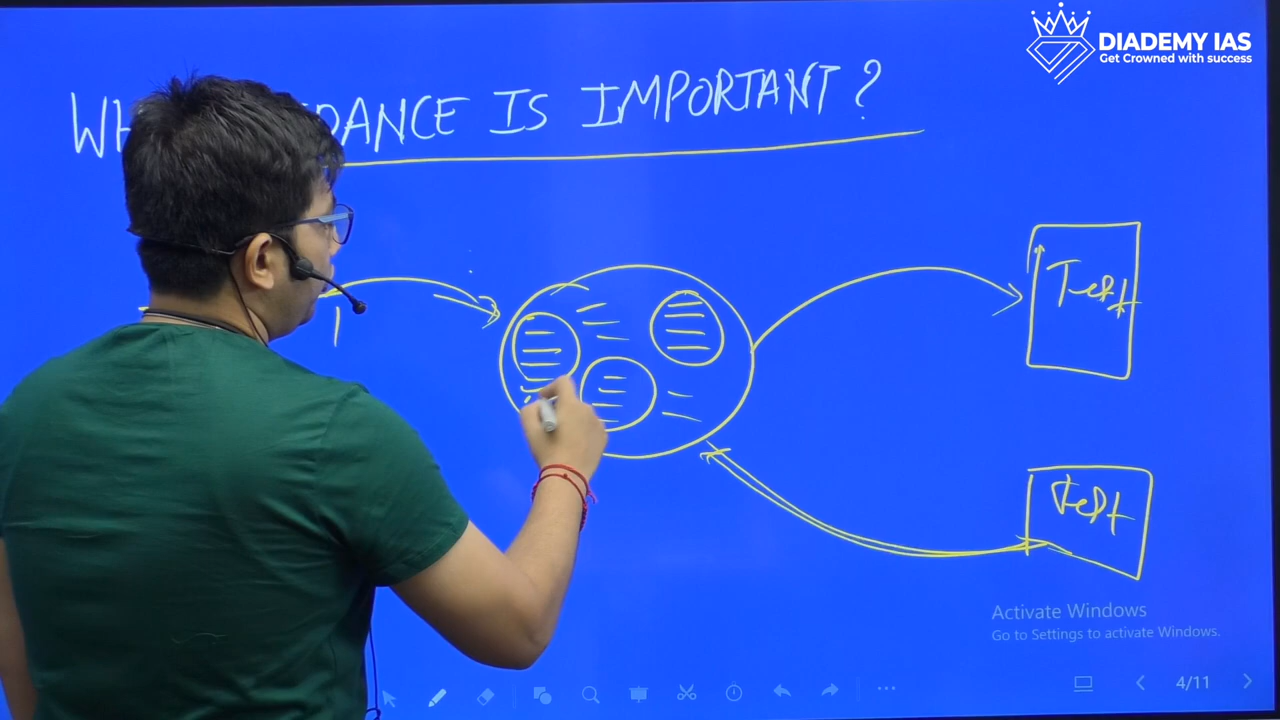 DIADEMY IAS
Get Crowned with success
WH DANCE IS IMPORTANT ?
Test
Test
Activate Windows
Go to Settings to activate Windows.
4/11